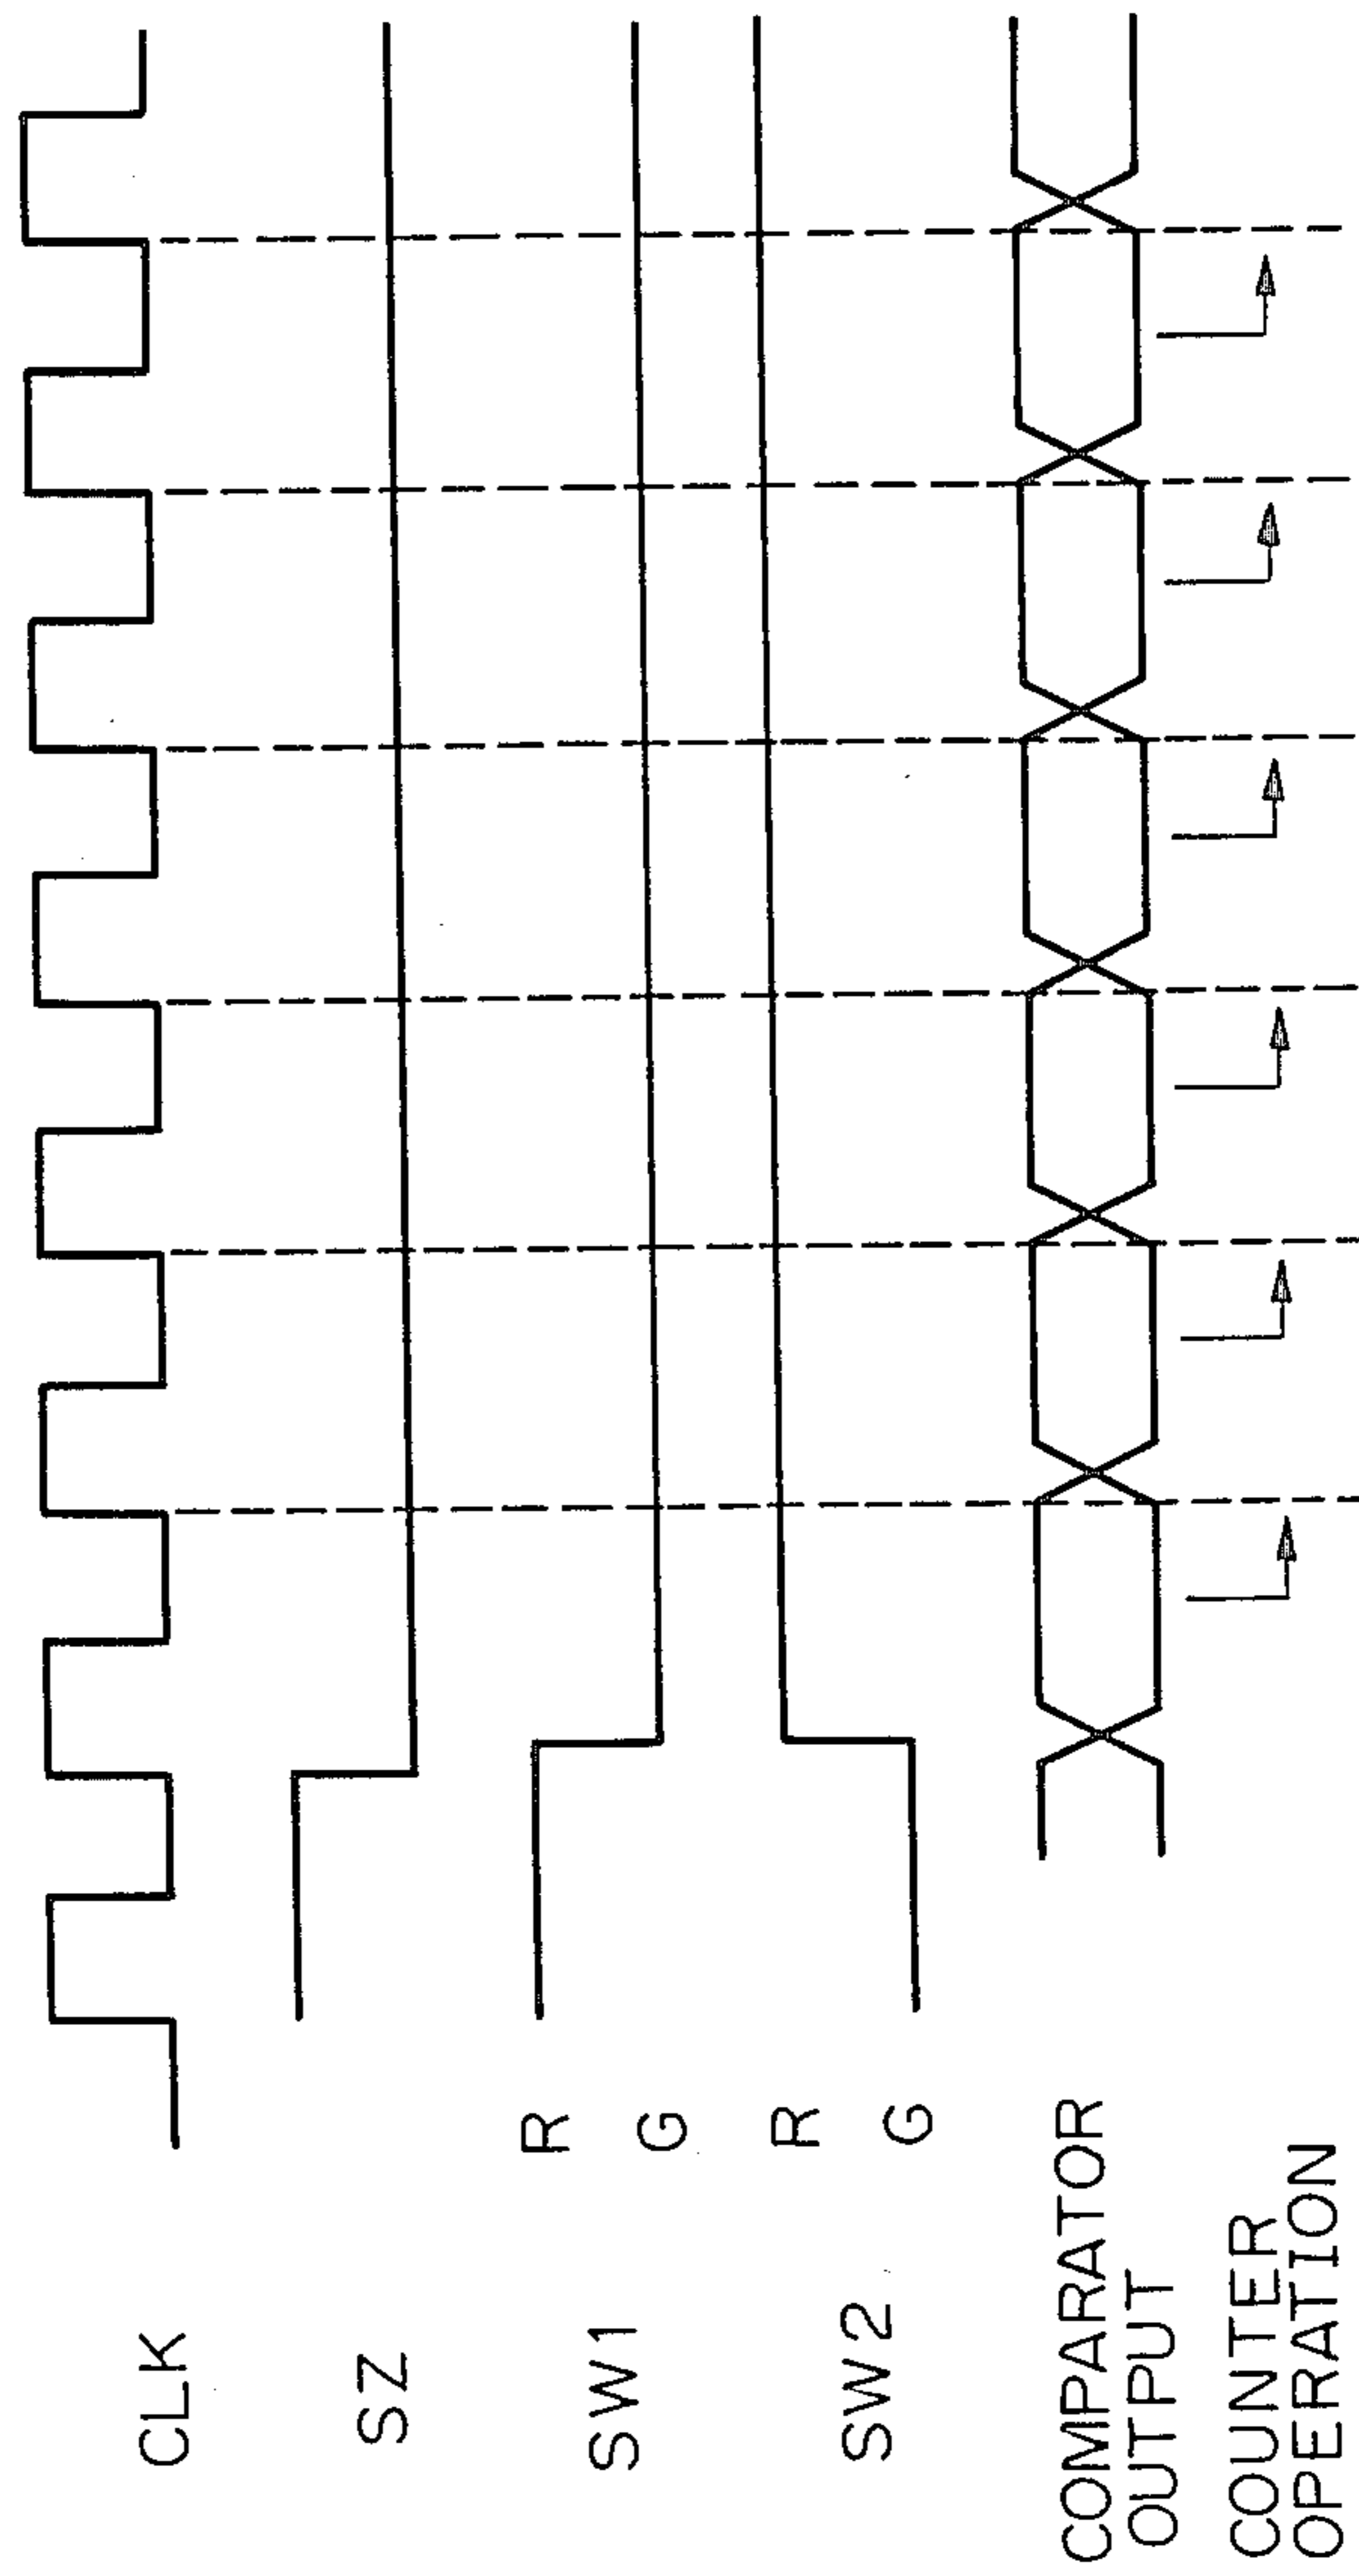 CLK
SZ
R
SW1
G
R
SW2
G
COMPARATOR
OUTPUT
COUNTER
OPERATION